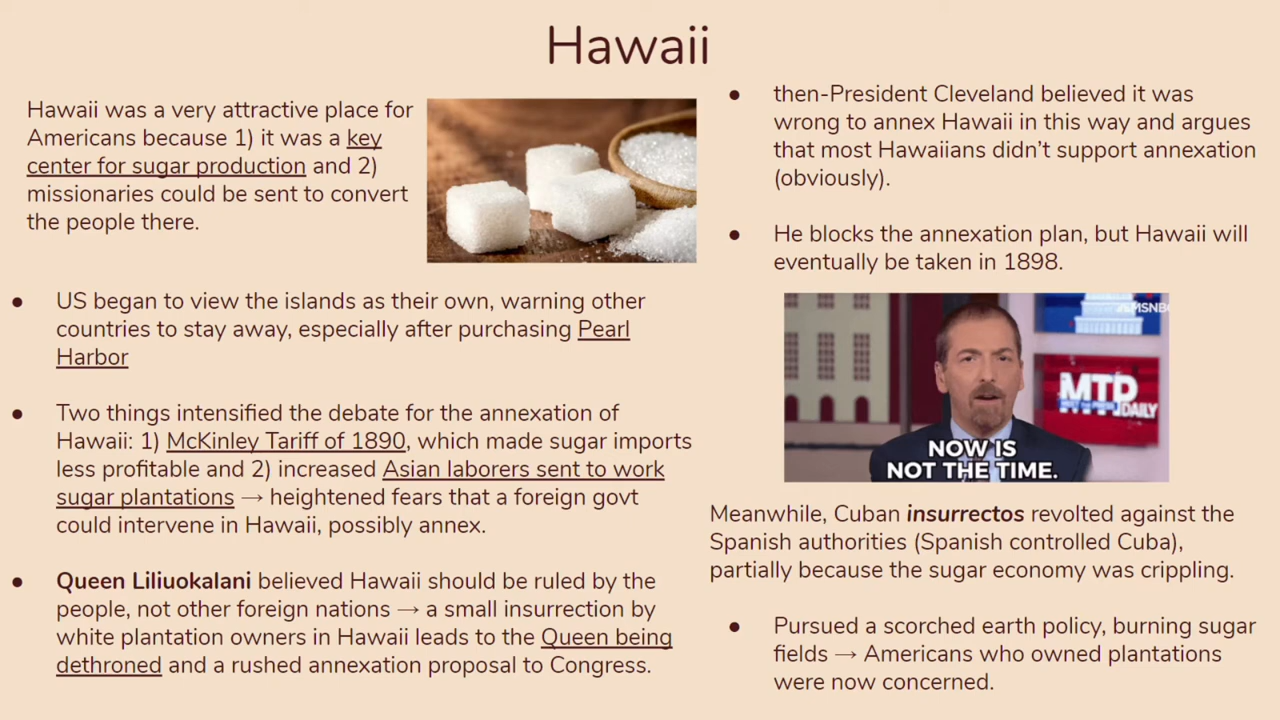 Hawaii
Hawaii was a very attractive place for
Americans because 1) it was a key
center for sugar production and 2)
missionaries could be sent to convert
the people there.
● US began to view the islands as their own, warning other
countries to stay away, especially after purchasing Pearl
Harbor
● Two things intensified the debate for the annexation of
Hawaii: 1) McKinley Tariff of 1890, which made sugar imports
less profitable and 2) increased Asian laborers sent to work
sugar plantations → heightened fears that a foreign govt
could intervene in Hawaii, possibly annex.
● Queen Liliuokalani believed Hawaii should be ruled by the
people, not other foreign nations → a small insurrection by
white plantation owners in Hawaii leads to the Queen being
dethroned and a rushed annexation proposal to Congress.
● then-President Cleveland believed it was
wrong to annex Hawaii in this way and argues
that most Hawaiians didn't support annexation
(obviously).
● He blocks the annexation plan, but Hawaii will
eventually be taken in 1898.
MTP
MEET THE PRESS
DAILY
NOW IS
NOT THE TIME.
Meanwhile, Cuban insurrectos revolted against the
Spanish authorities (Spanish controlled Cuba),
partially because the sugar economy was crippling.
● Pursued a scorched earth policy, burning sugar
fields → Americans who owned plantations
were now concerned.